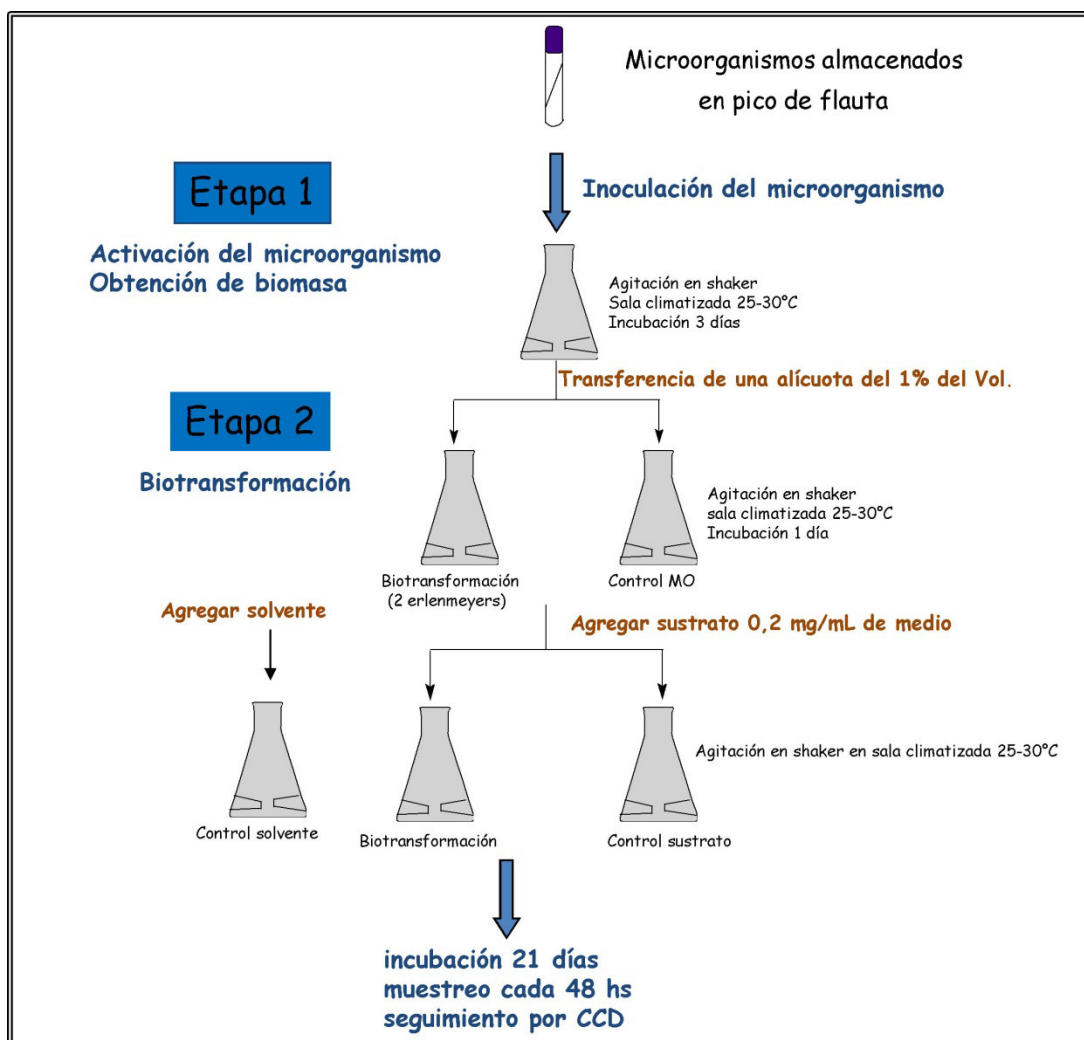 Microorganismos almacenados
en pico de flauta
Etapa 1
Inoculación del microorganismo
Activación del microorganismo
Obtención de biomasa
Agitación en shaker
Sala climatizada 25-30°C
Incubación 3 días
Transferencia de una alícuota del 1% del Vol.
Etapa 2
Biotransformación
Agitación en shaker
sala climatizada 25-30°C
Incubación 1 día
Biotransformación
(2 erlenmeyers)
Control MO
Agregar solvente
Agregar sustrato 0,2 mg/mL de medio
Agitación en shaker en sala climatizada 25-30°C
Control solvente
Biotransformación
Control sustrato
incubación 21 días
muestreo cada 48 hs
seguimiento por CCD